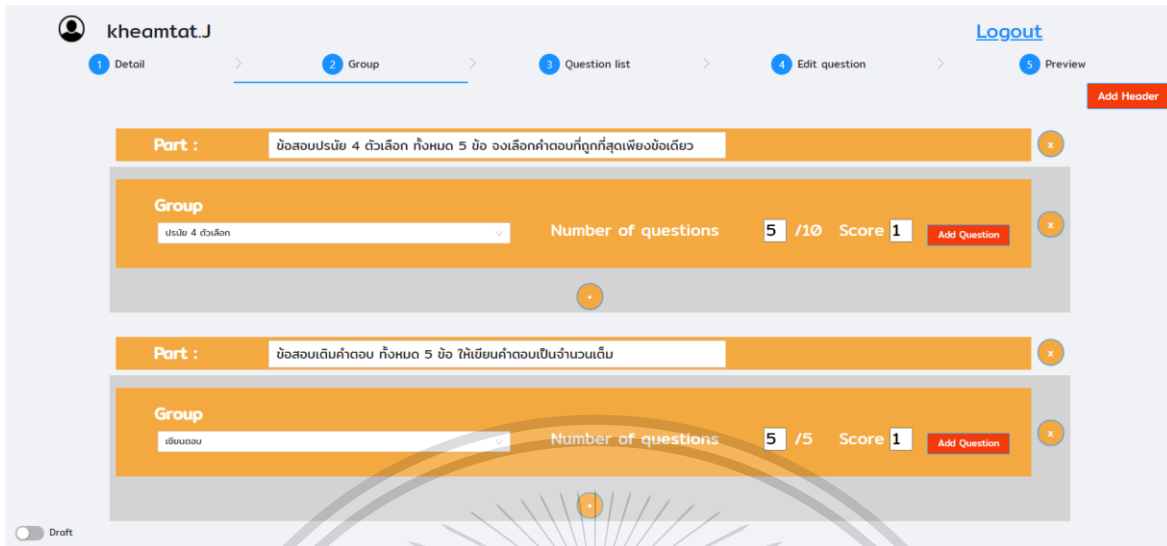 kheamtat.J Logout
1 Detail > 2 Group > 3 Question list > 4 Edit question > 5 Preview
Add Header
Part : ข้อสอบปรนัย 4 ตัวเลือก ทั้งหมด 5 ข้อ จงเลือกคำตอบที่ถูกที่สุดเพียงข้อเดียว x
Group
ปรนัย 4 ตัวเลือก Number of questions 5 /10 Score 1 Add Question x
+
Part : ข้อสอบเติมคำตอบ ทั้งหมด 5 ข้อ ให้เขียนคำตอบเป็นจำนวนเต็ม x
Group
เขียนตอบ Number of questions 5 /5 Score 1 Add Question x
+
Draft